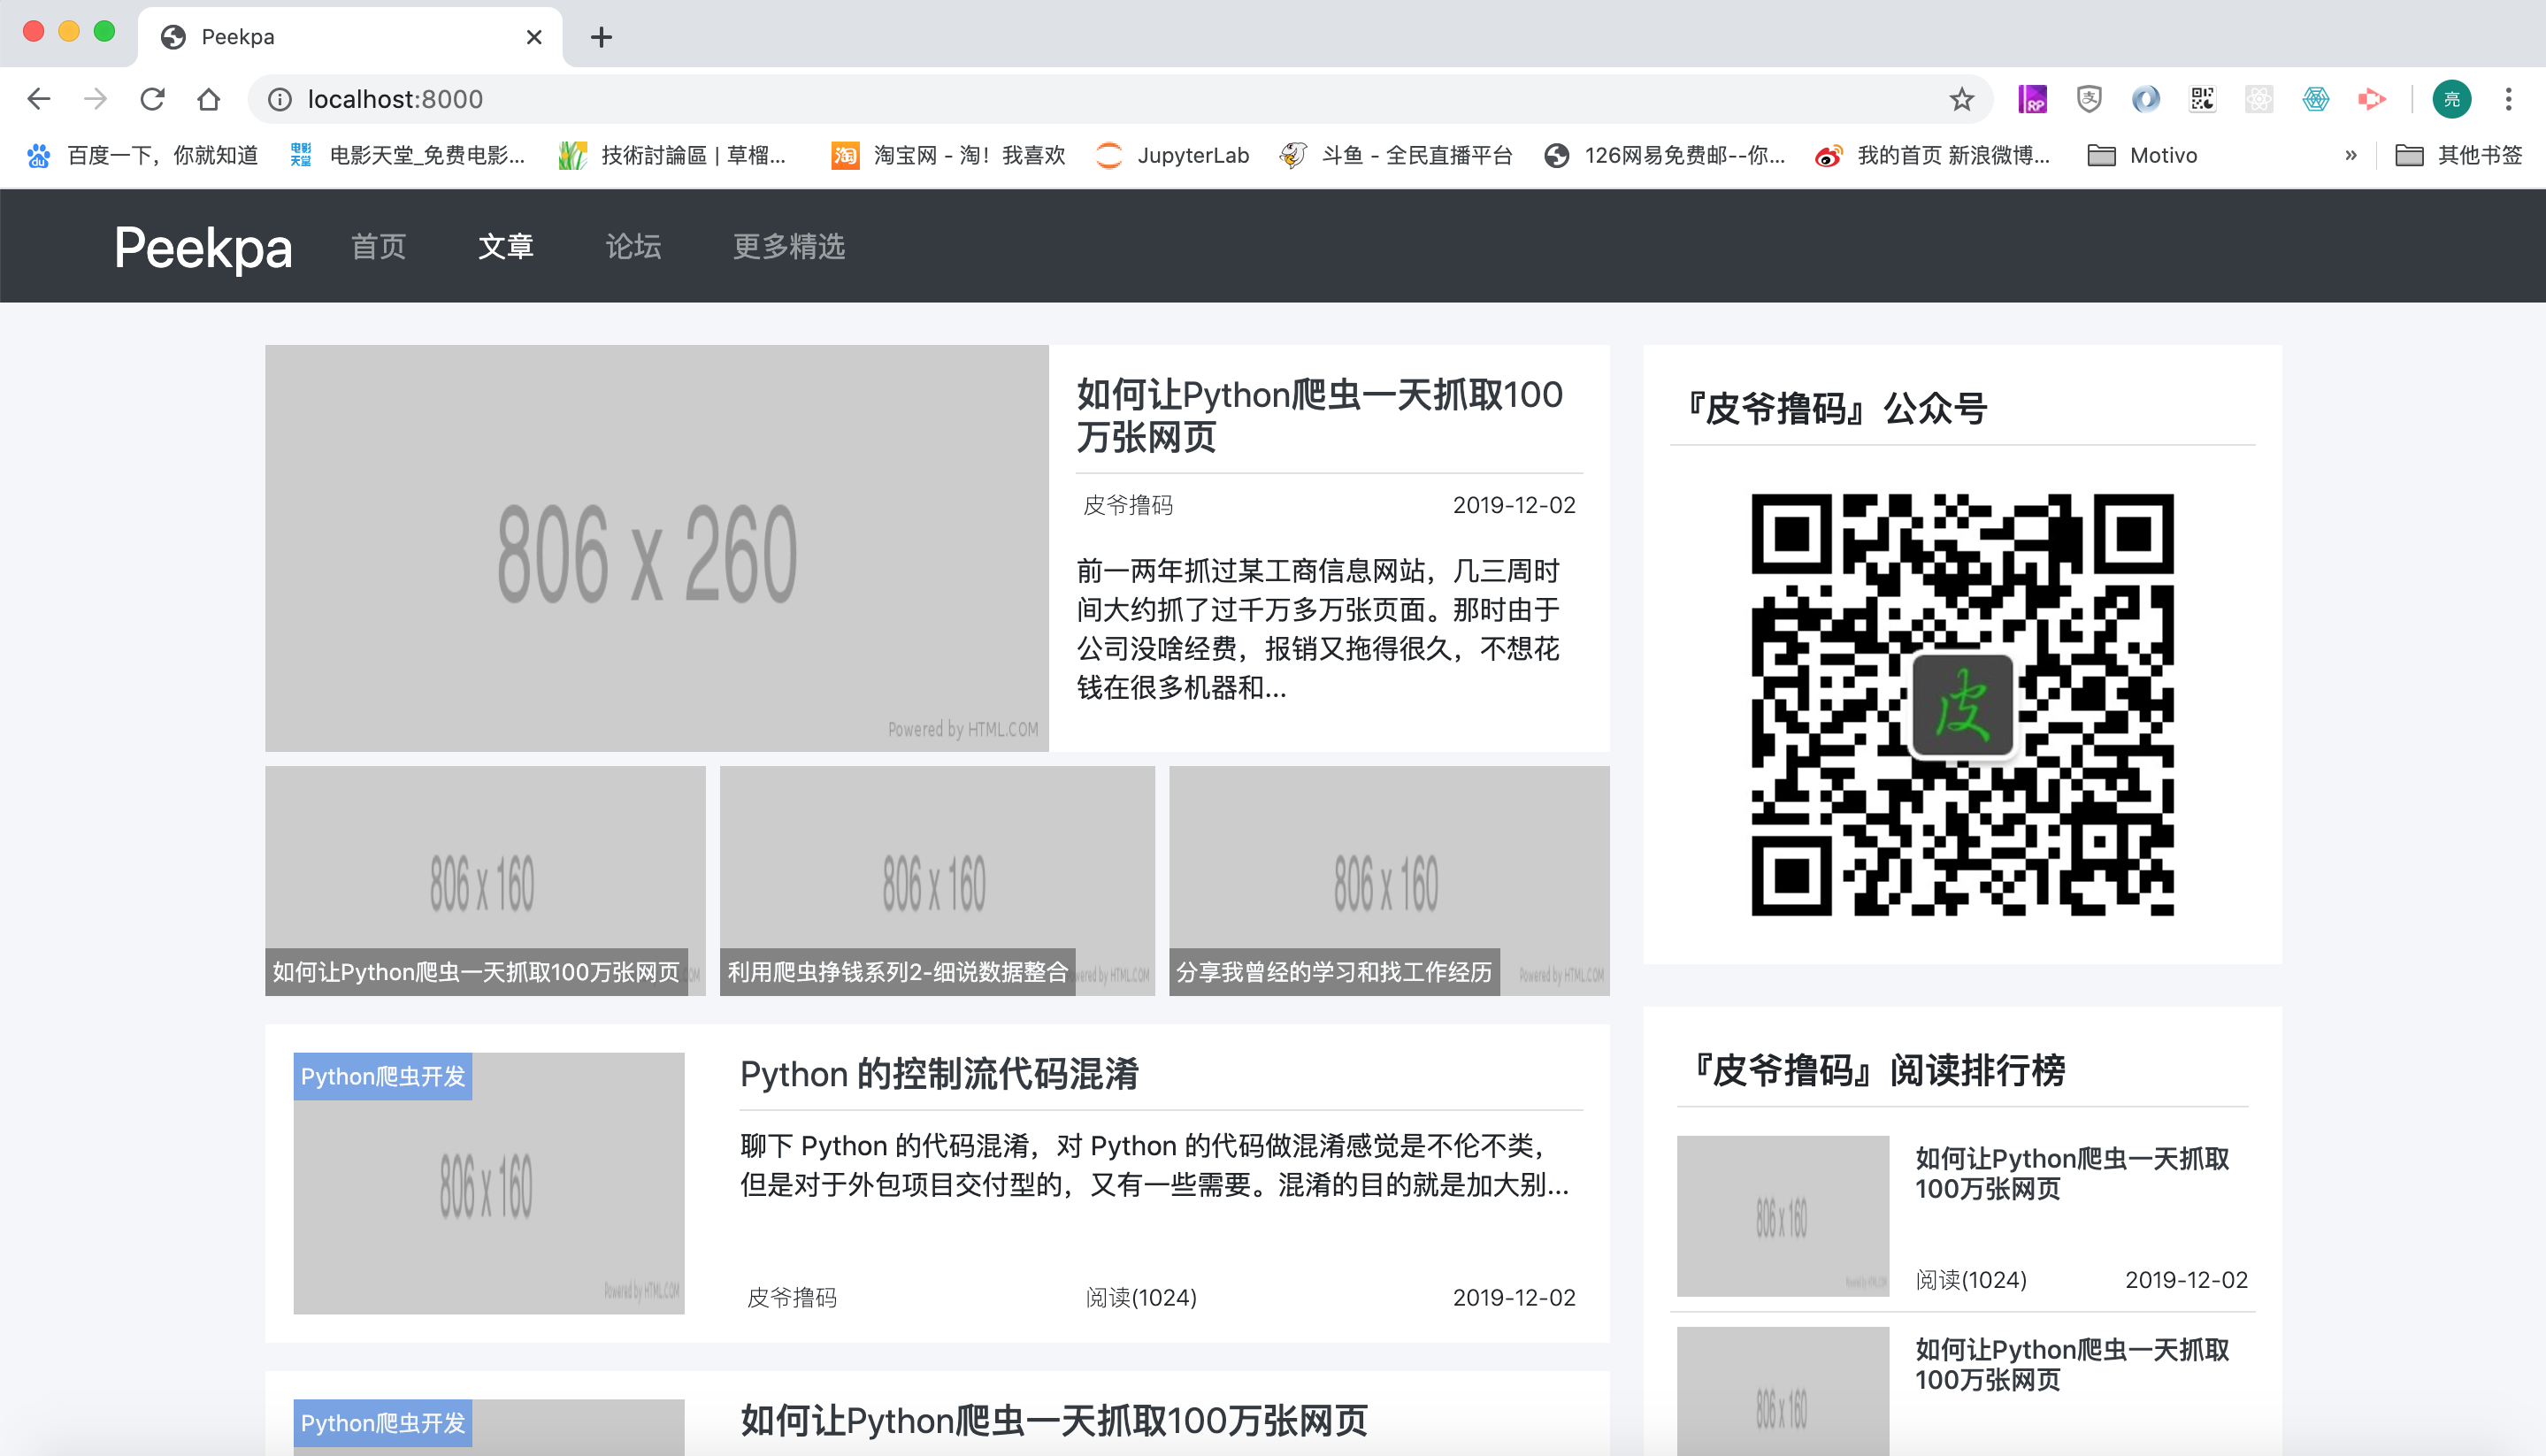 Peekpa
localhost:8000
亮
百度一下，你就知道
电影天堂_免费电影...
技術討論區 | 草榴...
淘宝网 - 淘！我喜欢
JupyterLab
斗鱼 - 全民直播平台
126网易免费邮--你...
我的首页 新浪微博...
Motivo
»
其他书签
Peekpa
首页
文章
论坛
更多精选
806 x 260
Powered by HTML.COM
如何让Python爬虫一天抓取100
万张网页
皮爷撸码
2019-12-02
前一两年抓过某工商信息网站，几三周时
间大约抓了过千万多万张页面。那时由于
公司没啥经费，报销又拖得很久，不想花
钱在很多机器和...
『皮爷撸码』公众号
皮
806 x 160
如何让Python爬虫一天抓取100万张网页
806 x 160
利用爬虫挣钱系列2-细说数据整合
806 x 160
分享我曾经的学习和找工作经历
Powered by HTML.COM
Python爬虫开发
806 x 160
Powered by HTML.COM
Python 的控制流代码混淆
聊下 Python 的代码混淆，对 Python 的代码做混淆感觉是不伦不类，
但是对于外包项目交付型的，又有一些需要。混淆的目的就是加大别...
皮爷撸码
阅读(1024)
2019-12-02
Python爬虫开发
如何让Python爬虫一天抓取100万张网页
『皮爷撸码』阅读排行榜
806 x 160
如何让Python爬虫一天抓取
100万张网页
阅读(1024)
2019-12-02
806 x 160
如何让Python爬虫一天抓取
100万张网页